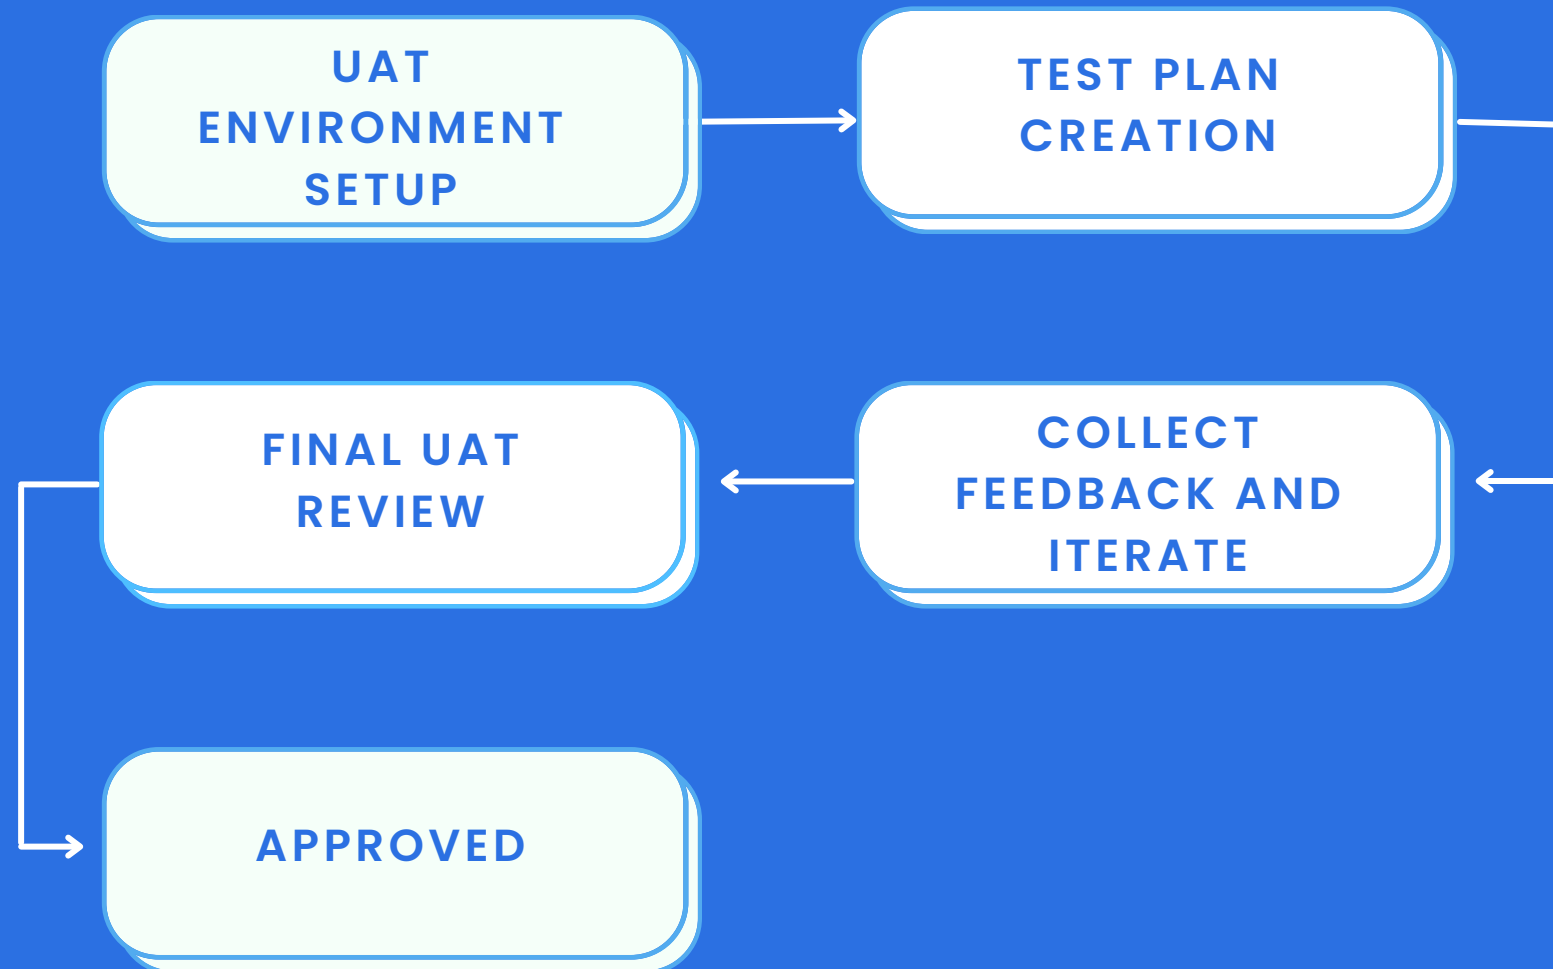 UAT
ENVIRONMENT
SETUP
TEST PLAN
CREATION
FINAL UAT
REVIEW
COLLECT
FEEDBACK AND
ITERATE
APPROVED